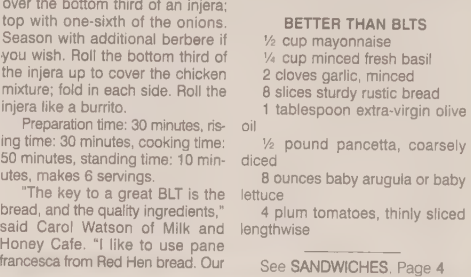 over the bottom third of an injera;
top with one-sixth of the onions.
Season with additional berbere if
you wish. Roll the bottom third of
the injera up to cover the chicken
mixture; fold in each side. Roll the
injera like a burrito.
Preparation time: 30 minutes, ris-
ing time: 30 minutes, cooking time:
50 minutes, standing time: 10 min-
utes, makes 6 servings.
"The key to a great BLT is the
bread, and the quality ingredients,"
said Carol Watson of Milk and
Honey Cafe. "I like to use pane
francesca from Red Hen bread. Our
BETTER THAN BLTS
½ cup mayonnaise
¼ cup minced fresh basil
2 cloves garlic, minced
8 slices sturdy rustic bread
1 tablespoon extra-virgin olive
oil
½ pound pancetta, coarsely
diced
8 ounces baby arugula or baby
lettuce
4 plum tomatoes, thinly sliced
lengthwise
See SANDWICHES, Page 4